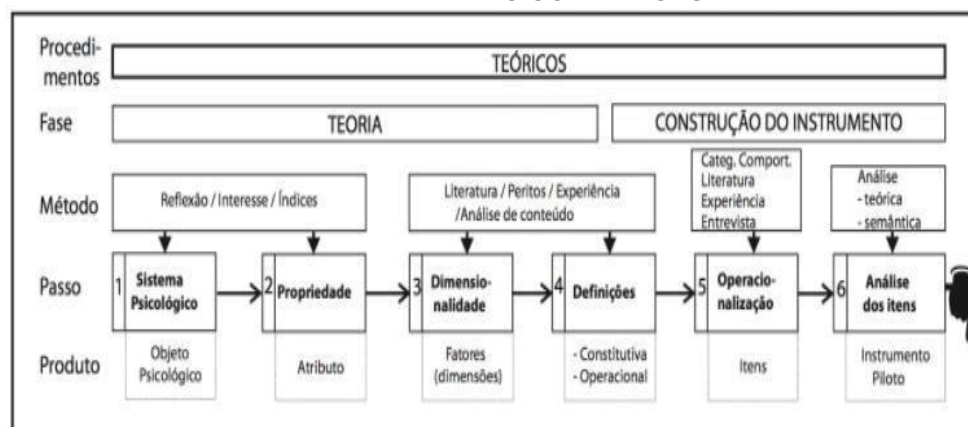 Procedi-
mentos
TEÓRICOS
Fase
TEORIA
CONSTRUÇÃO DO INSTRUMENTO
Método
Reflexão / Interesse / Índices
Literatura / Peritos / Experiência
/Análise de conteúdo
Categ. Comport.
Literatura
Experiência
Entrevista
Análise
- teórica
- semântica
Passo
1 Sistema
Psicológico
2 Propriedade
3 Dimensio-
nalidade
4 Definições
5 Operacio-
nalização
6 Análise
dos itens
Produto
Objeto
Psicológico
Atributo
Fatores
(dimensões)
- Constitutiva
- Operacional
Itens
Instrumento
Piloto